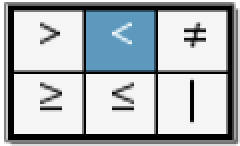 > < ≠
≥ ≤ |